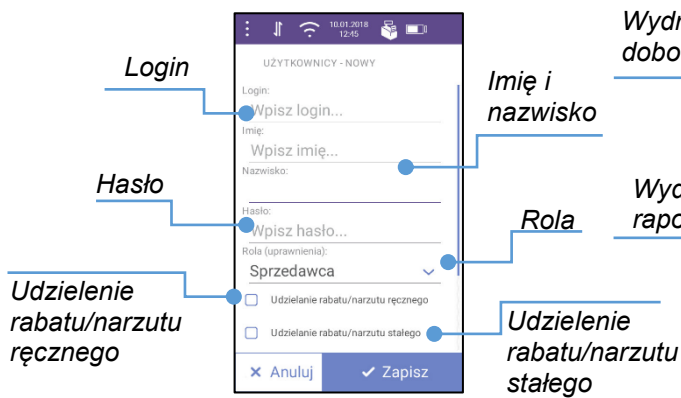 10.01.2018
12:45
UŻYTKOWNICY - NOWY
Login
Login:
Wpisz login...
Imię i
nazwisko
Imię:
Wpisz imię...
Nazwisko:
Hasło
Hasło:
Wpisz hasło...
Rola
Rola (uprawnienia):
Sprzedawca
Udzielenie
rabatu/narzutu
ręcznego
Udzielanie rabatu/narzutu ręcznego
Udzielanie rabatu/narzutu stałego
Udzielenie
rabatu/narzutu
stałego
Anuluj
Zapisz